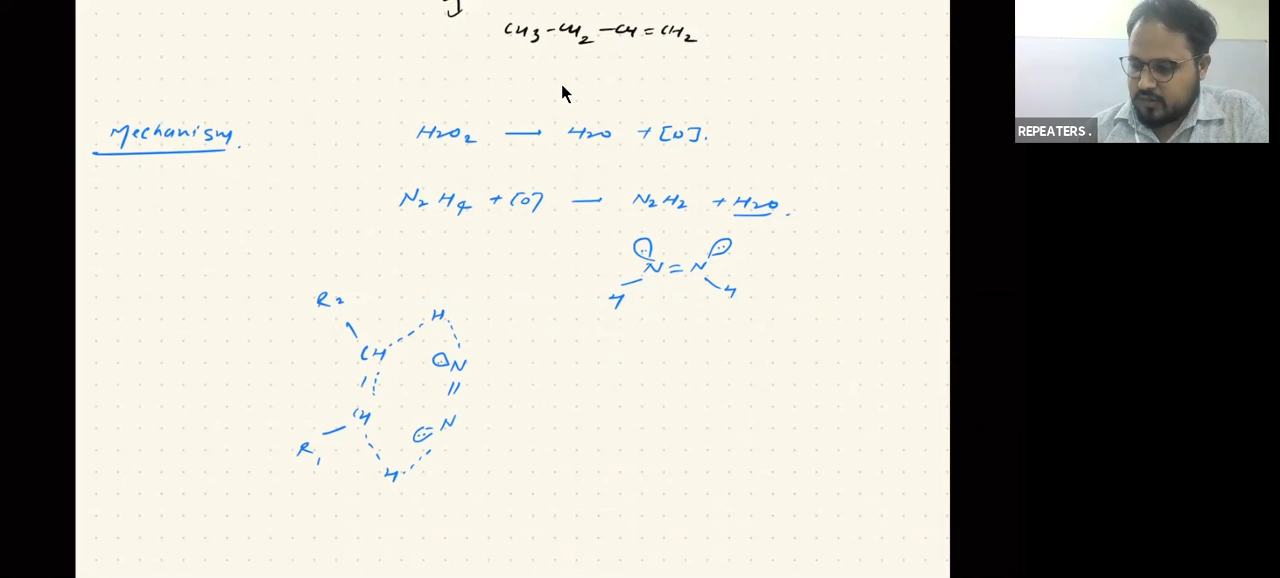 CH3-CH2-CH=CH2
REPEATERS.
Mechanism.
H2O2 → H2O + [O].
N2H4 + [O] → N2H2 + H2O.
N=N
H H
R2
H
CH
N
=
CH
N
R1
H